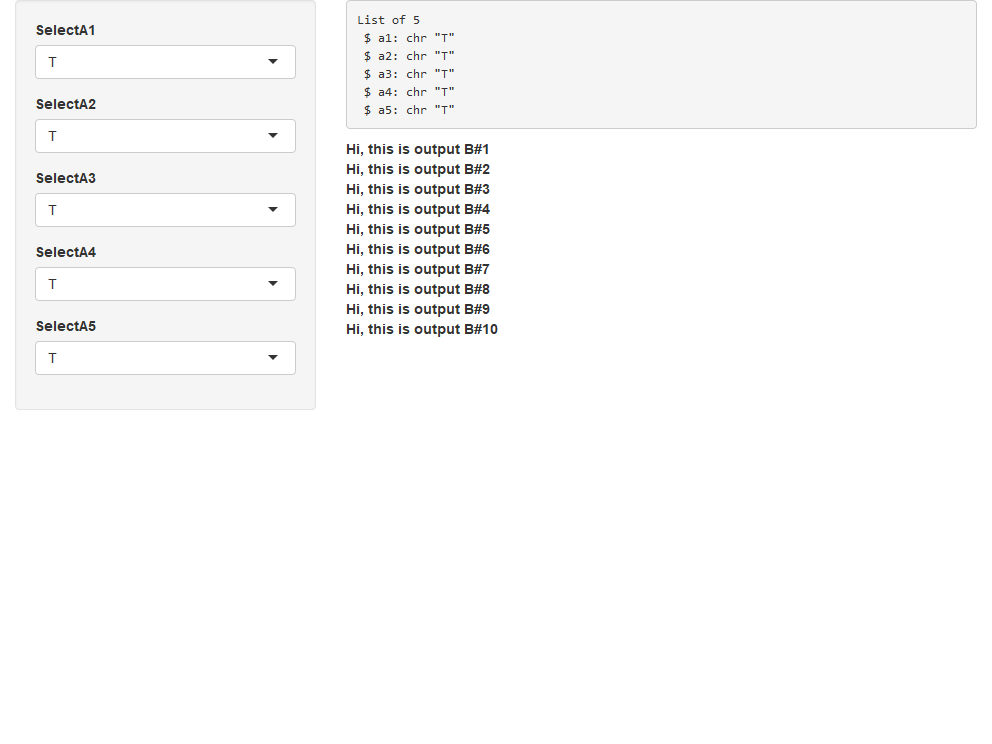 SelectA1
T
SelectA2
T
SelectA3
T
SelectA4
T
SelectA5
T
List of 5
$ a1: chr "T"
$ a2: chr "T"
$ a3: chr "T"
$ a4: chr "T"
$ a5: chr "T"
Hi, this is output B#1
Hi, this is output B#2
Hi, this is output B#3
Hi, this is output B#4
Hi, this is output B#5
Hi, this is output B#6
Hi, this is output B#7
Hi, this is output B#8
Hi, this is output B#9
Hi, this is output B#10